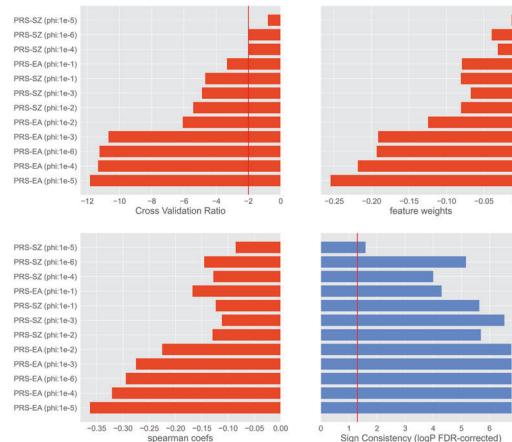 PRS-SZ (phi:1e-5)
PRS-SZ (phi:1e-6)
PRS-SZ (phi:1e-4)
PRS-EA (phi:1e-1)
PRS-SZ (phi:1e-1)
PRS-SZ (phi:1e-3)
PRS-SZ (phi:1e-2)
PRS-EA (phi:1e-2)
PRS-EA (phi:1e-3)
PRS-EA (phi:1e-6)
PRS-EA (phi:1e-4)
PRS-EA (phi:1e-5)
−12 −10 −8 −6 −4 −2 0
Cross Validation Ratio
−0.25 −0.20 −0.15 −0.10 −0.05
feature weights
PRS-SZ (phi:1e-5)
PRS-SZ (phi:1e-6)
PRS-SZ (phi:1e-4)
PRS-EA (phi:1e-1)
PRS-SZ (phi:1e-1)
PRS-SZ (phi:1e-3)
PRS-SZ (phi:1e-2)
PRS-EA (phi:1e-2)
PRS-EA (phi:1e-3)
PRS-EA (phi:1e-6)
PRS-EA (phi:1e-4)
PRS-EA (phi:1e-5)
−0.35 −0.30 −0.25 −0.20 −0.15 −0.10 −0.05 0.00
spearman coefs
0 1 2 3 4 5 6
Sign Consistency (logP FDR-corrected)